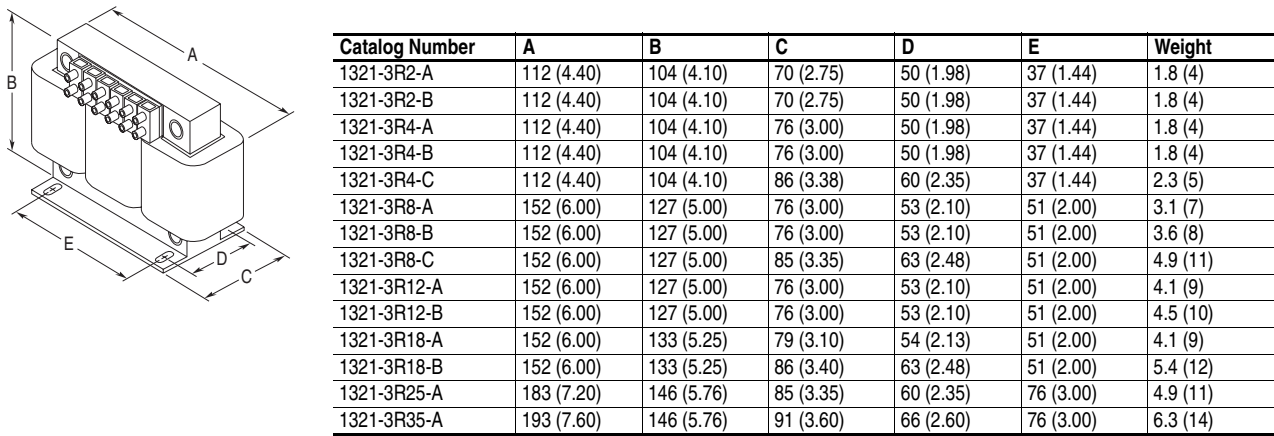 A
B
E
D
C
Catalog Number A B C D E Weight
1321-3R2-A 112 (4.40) 104 (4.10) 70 (2.75) 50 (1.98) 37 (1.44) 1.8 (4)
1321-3R2-B 112 (4.40) 104 (4.10) 70 (2.75) 50 (1.98) 37 (1.44) 1.8 (4)
1321-3R4-A 112 (4.40) 104 (4.10) 76 (3.00) 50 (1.98) 37 (1.44) 1.8 (4)
1321-3R4-B 112 (4.40) 104 (4.10) 76 (3.00) 50 (1.98) 37 (1.44) 1.8 (4)
1321-3R4-C 112 (4.40) 104 (4.10) 86 (3.38) 60 (2.35) 37 (1.44) 2.3 (5)
1321-3R8-A 152 (6.00) 127 (5.00) 76 (3.00) 53 (2.10) 51 (2.00) 3.1 (7)
1321-3R8-B 152 (6.00) 127 (5.00) 76 (3.00) 53 (2.10) 51 (2.00) 3.6 (8)
1321-3R8-C 152 (6.00) 127 (5.00) 85 (3.35) 63 (2.48) 51 (2.00) 4.9 (11)
1321-3R12-A 152 (6.00) 127 (5.00) 76 (3.00) 53 (2.10) 51 (2.00) 4.1 (9)
1321-3R12-B 152 (6.00) 127 (5.00) 76 (3.00) 53 (2.10) 51 (2.00) 4.5 (10)
1321-3R18-A 152 (6.00) 133 (5.25) 79 (3.10) 54 (2.13) 51 (2.00) 4.1 (9)
1321-3R18-B 152 (6.00) 133 (5.25) 86 (3.40) 63 (2.48) 51 (2.00) 5.4 (12)
1321-3R25-A 183 (7.20) 146 (5.76) 85 (3.35) 60 (2.35) 76 (3.00) 4.9 (11)
1321-3R35-A 193 (7.60) 146 (5.76) 91 (3.60) 66 (2.60) 76 (3.00) 6.3 (14)